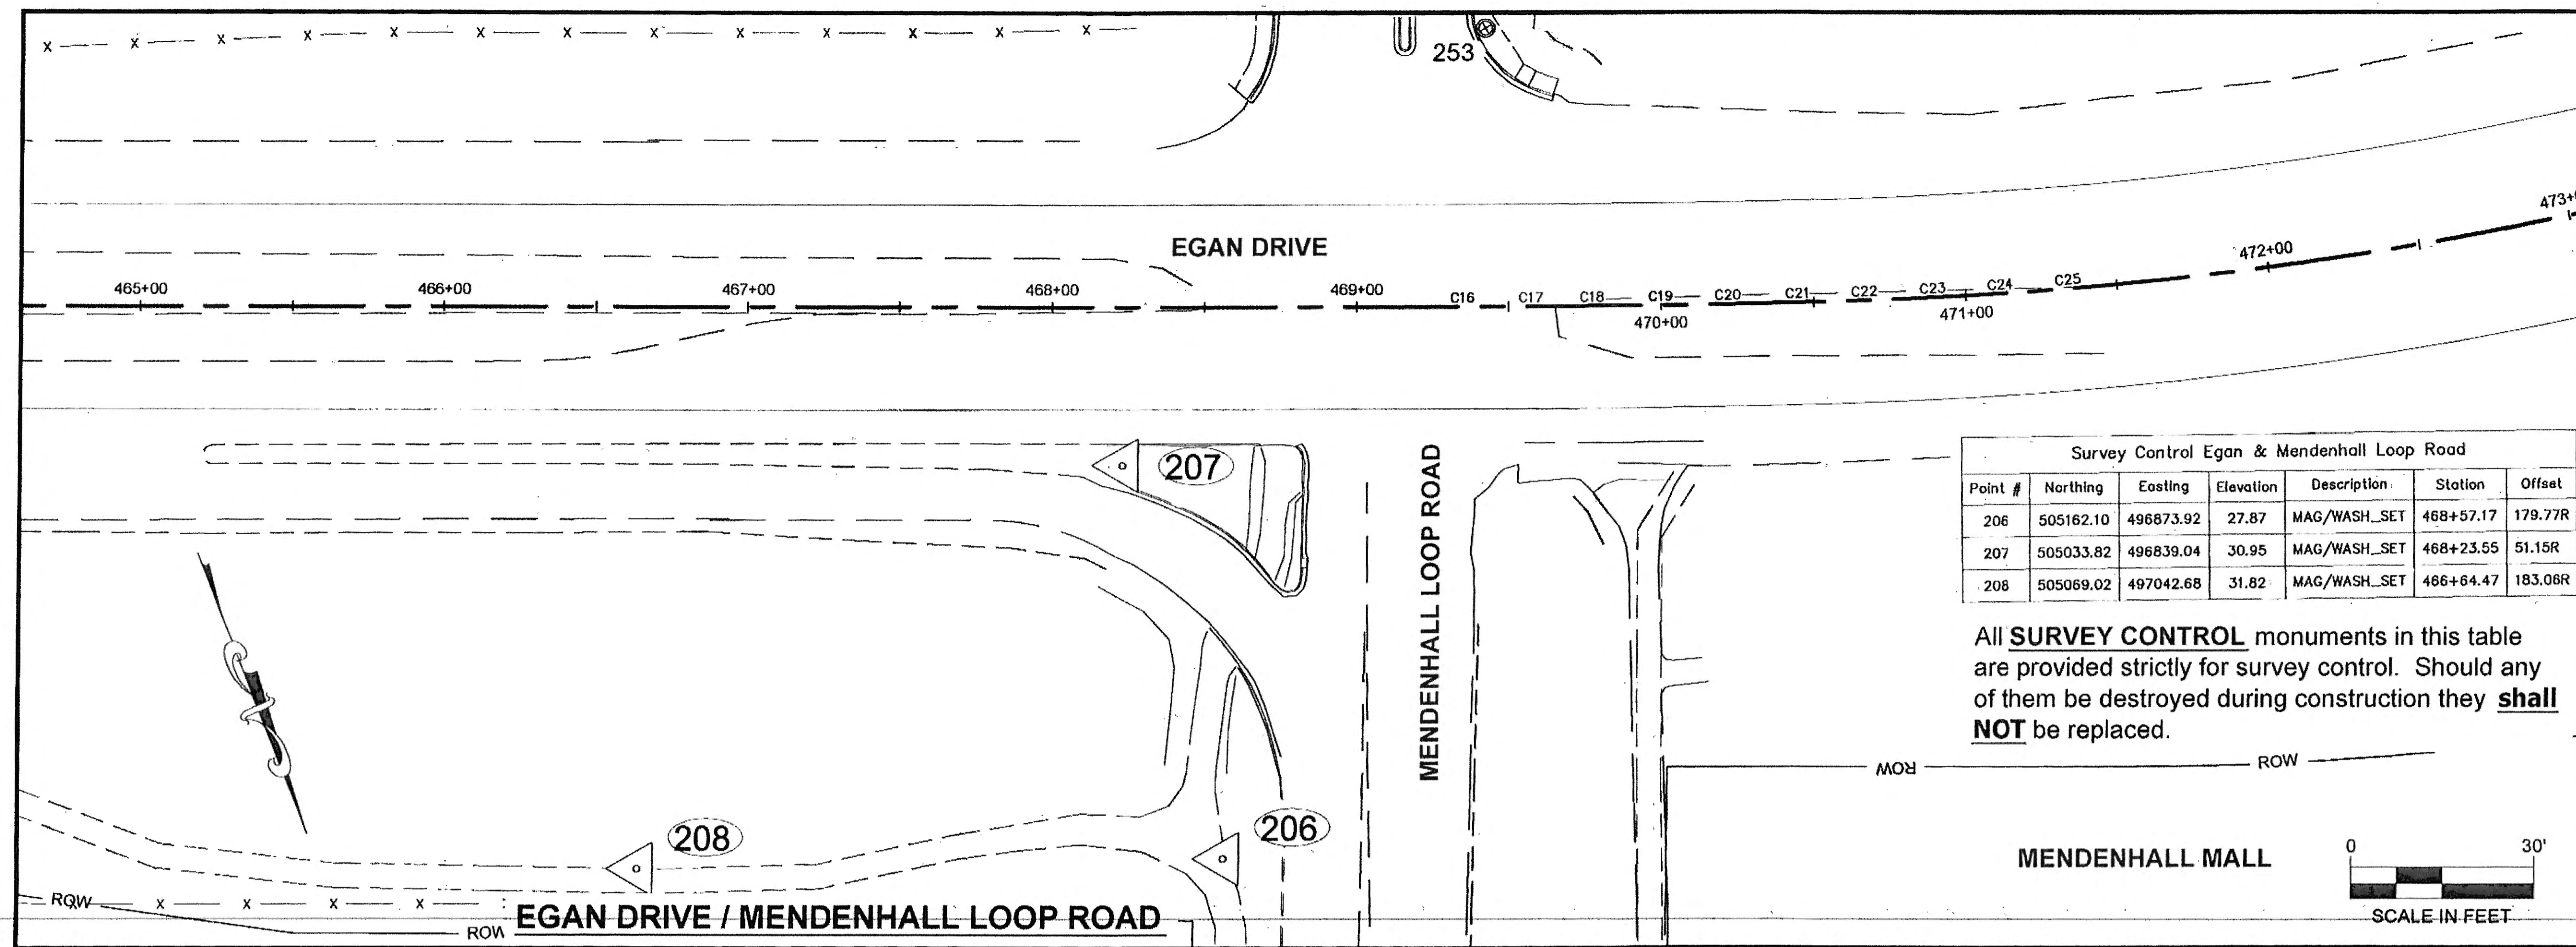 X X X X X X X X X X X X X
253
EGAN DRIVE
465+00 466+00 467+00 468+00 469+00 470+00 471+00 472+00
C16 C17 C18 C19 C20 C21 C22 C23 C24 C25
207
MENDENHALL LOOP ROAD
Survey Control Egan & Mendenhall Loop Road
Point # Northing Easting Elevation Description Station Offset
206 505162.10 496873.92 27.87 MAG/WASH_SET 468+57.17 179.77R
207 505033.82 496839.04 30.95 MAG/WASH_SET 468+23.55 51.15R
208 505069.02 497042.68 31.82 MAG/WASH_SET 466+64.47 183.06R
All SURVEY CONTROL monuments in this table
are provided strictly for survey control. Should any
of them be destroyed during construction they shall
NOT be replaced.
ROW ROW
208
206
MENDENHALL MALL
0 30'
SCALE IN FEET
ROW X X X X
ROW
EGAN DRIVE / MENDENHALL LOOP ROAD